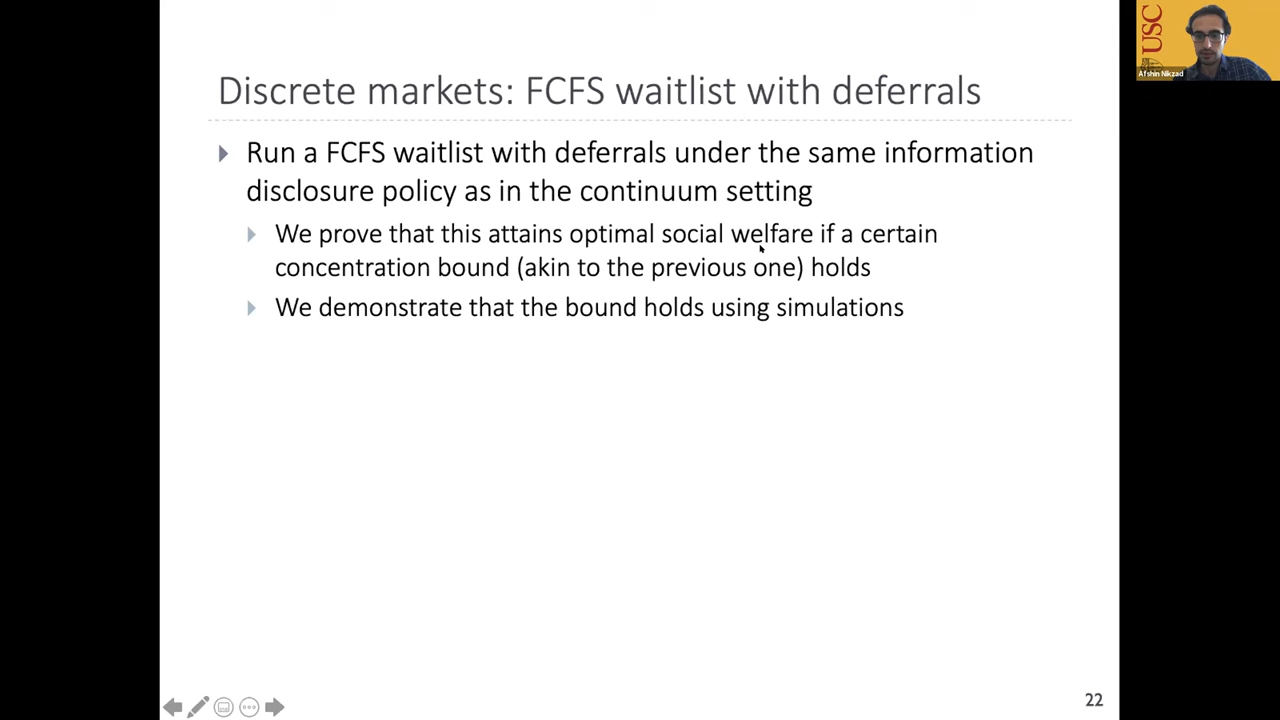 USC
Afshin Nikzad
Discrete markets: FCFS waitlist with deferrals
Run a FCFS waitlist with deferrals under the same information
disclosure policy as in the continuum setting
We prove that this attains optimal social welfare if a certain
concentration bound (akin to the previous one) holds
We demonstrate that the bound holds using simulations
22